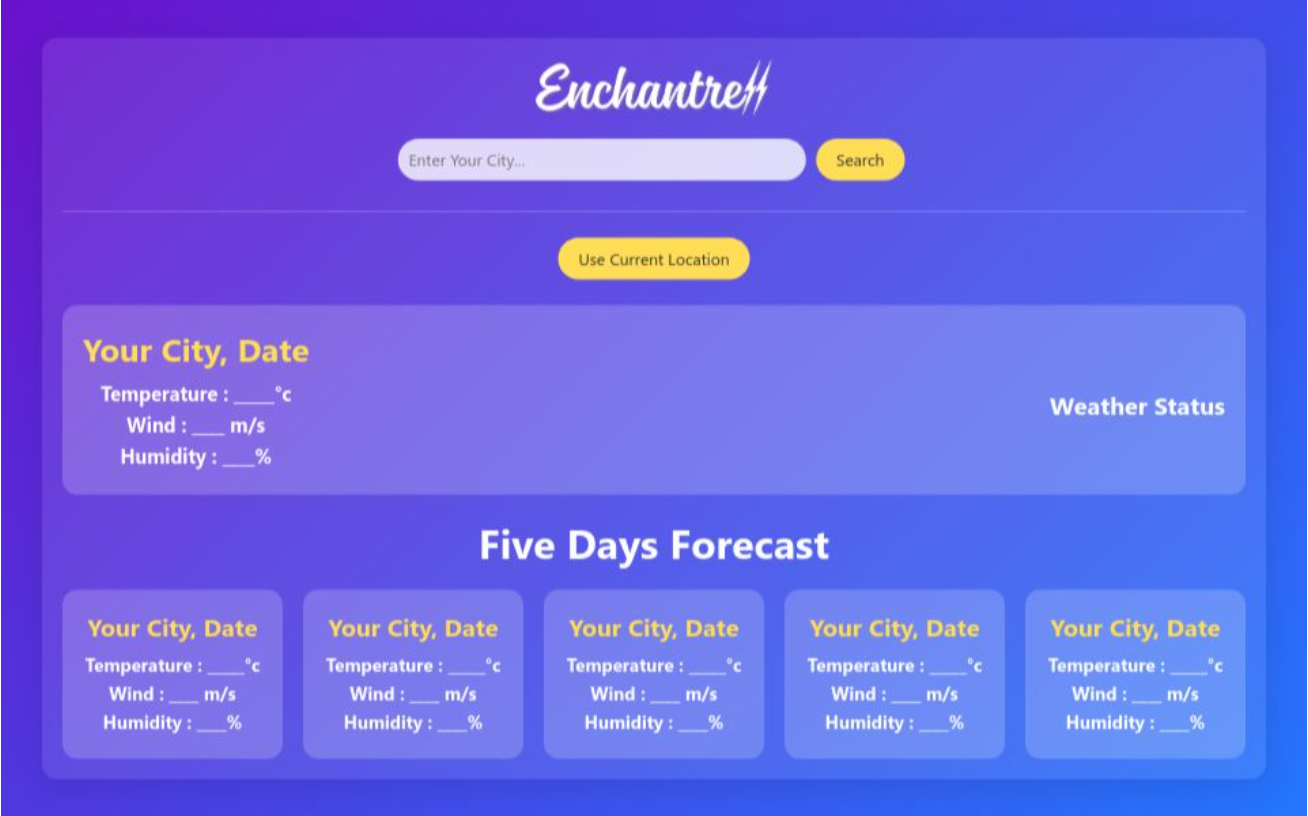 Enchantress
Enter Your City...
Search
Use Current Location
Your City, Date
Temperature : ____°c
Wind : ___ m/s
Humidity : ___%
Weather Status
Five Days Forecast
Your City, Date
Temperature : ____°c
Wind : ___ m/s
Humidity : ___%
Your City, Date
Temperature : ____°c
Wind : ___ m/s
Humidity : ___%
Your City, Date
Temperature : ____°c
Wind : ___ m/s
Humidity : ___%
Your City, Date
Temperature : ____°c
Wind : ___ m/s
Humidity : ___%
Your City, Date
Temperature : ____°c
Wind : ___ m/s
Humidity : ___%